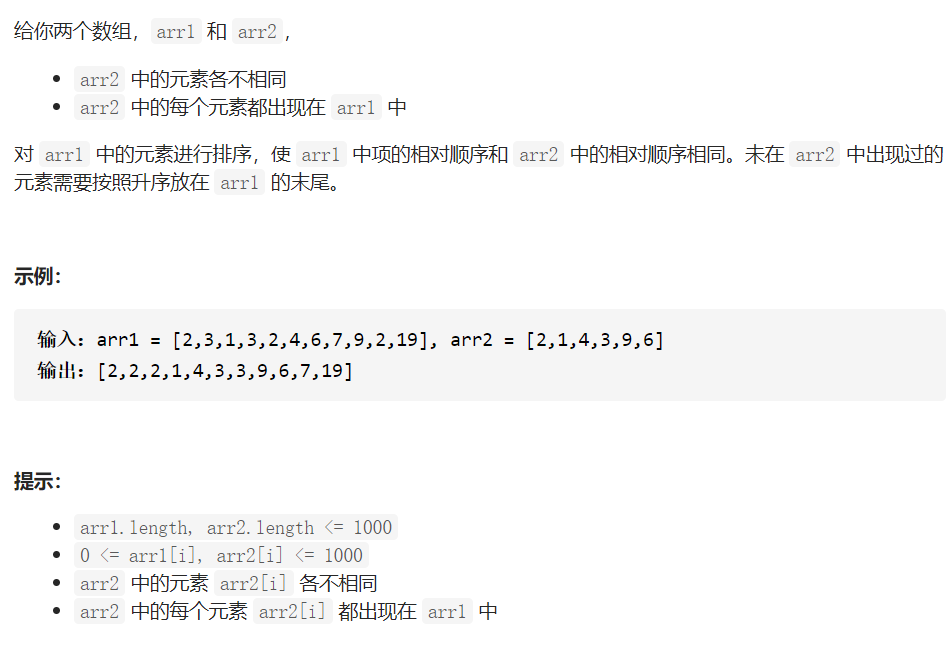 给你两个数组，arr1 和 arr2，
arr2 中的元素各不相同
arr2 中的每个元素都出现在 arr1 中
对 arr1 中的元素进行排序，使 arr1 中项的相对顺序和 arr2 中的相对顺序相同。未在 arr2 中出现过的
元素需要按照升序放在 arr1 的末尾。
示例：
输入：arr1 = [2,3,1,3,2,4,6,7,9,2,19], arr2 = [2,1,4,3,9,6]
输出：[2,2,2,1,4,3,3,9,6,7,19]
提示：
arr1.length, arr2.length <= 1000
0 <= arr1[i], arr2[i] <= 1000
arr2 中的元素 arr2[i] 各不相同
arr2 中的每个元素 arr2[i] 都出现在 arr1 中